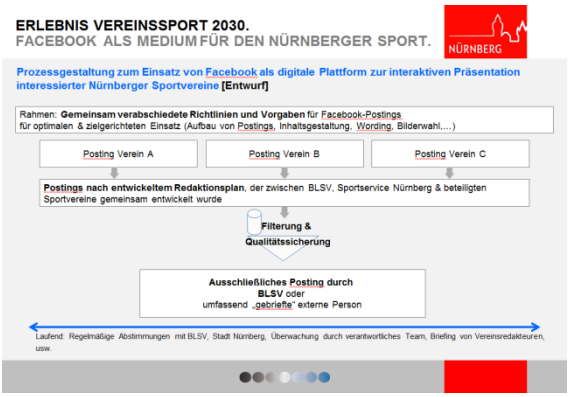 ERLEBNIS VEREINSSPORT 2030.
FACEBOOK ALS MEDIUM FÜR DEN NÜRNBERGER SPORT.
NÜRNBERG
Prozessgestaltung zum Einsatz von Facebook als digitale Plattform zur interaktiven Präsentation
interessierter Nürnberger Sportvereine [Entwurf]
Rahmen: Gemeinsam verabschiedete Richtlinien und Vorgaben für Facebook-Postings
für optimalen & zielgerichteten Einsatz (Aufbau von Postings, Inhaltsgestaltung, Wording, Bilderwahl,…)
Posting Verein A
Posting Verein B
Posting Verein C
Postings nach entwickeltem Redaktionsplan, der zwischen BLSV, Sportservice Nürnberg & beteiligten
Sportvereine gemeinsam entwickelt wurde
Filterung &
Qualitätssicherung
Ausschließliches Posting durch
BLSV oder
umfassend „gebriefte“ externe Person
Laufend: Regelmäßige Abstimmungen mit BLSV, Stadt Nürnberg, Überwachung durch verantwortliches Team, Briefing von Vereinsredakteuren,
usw.